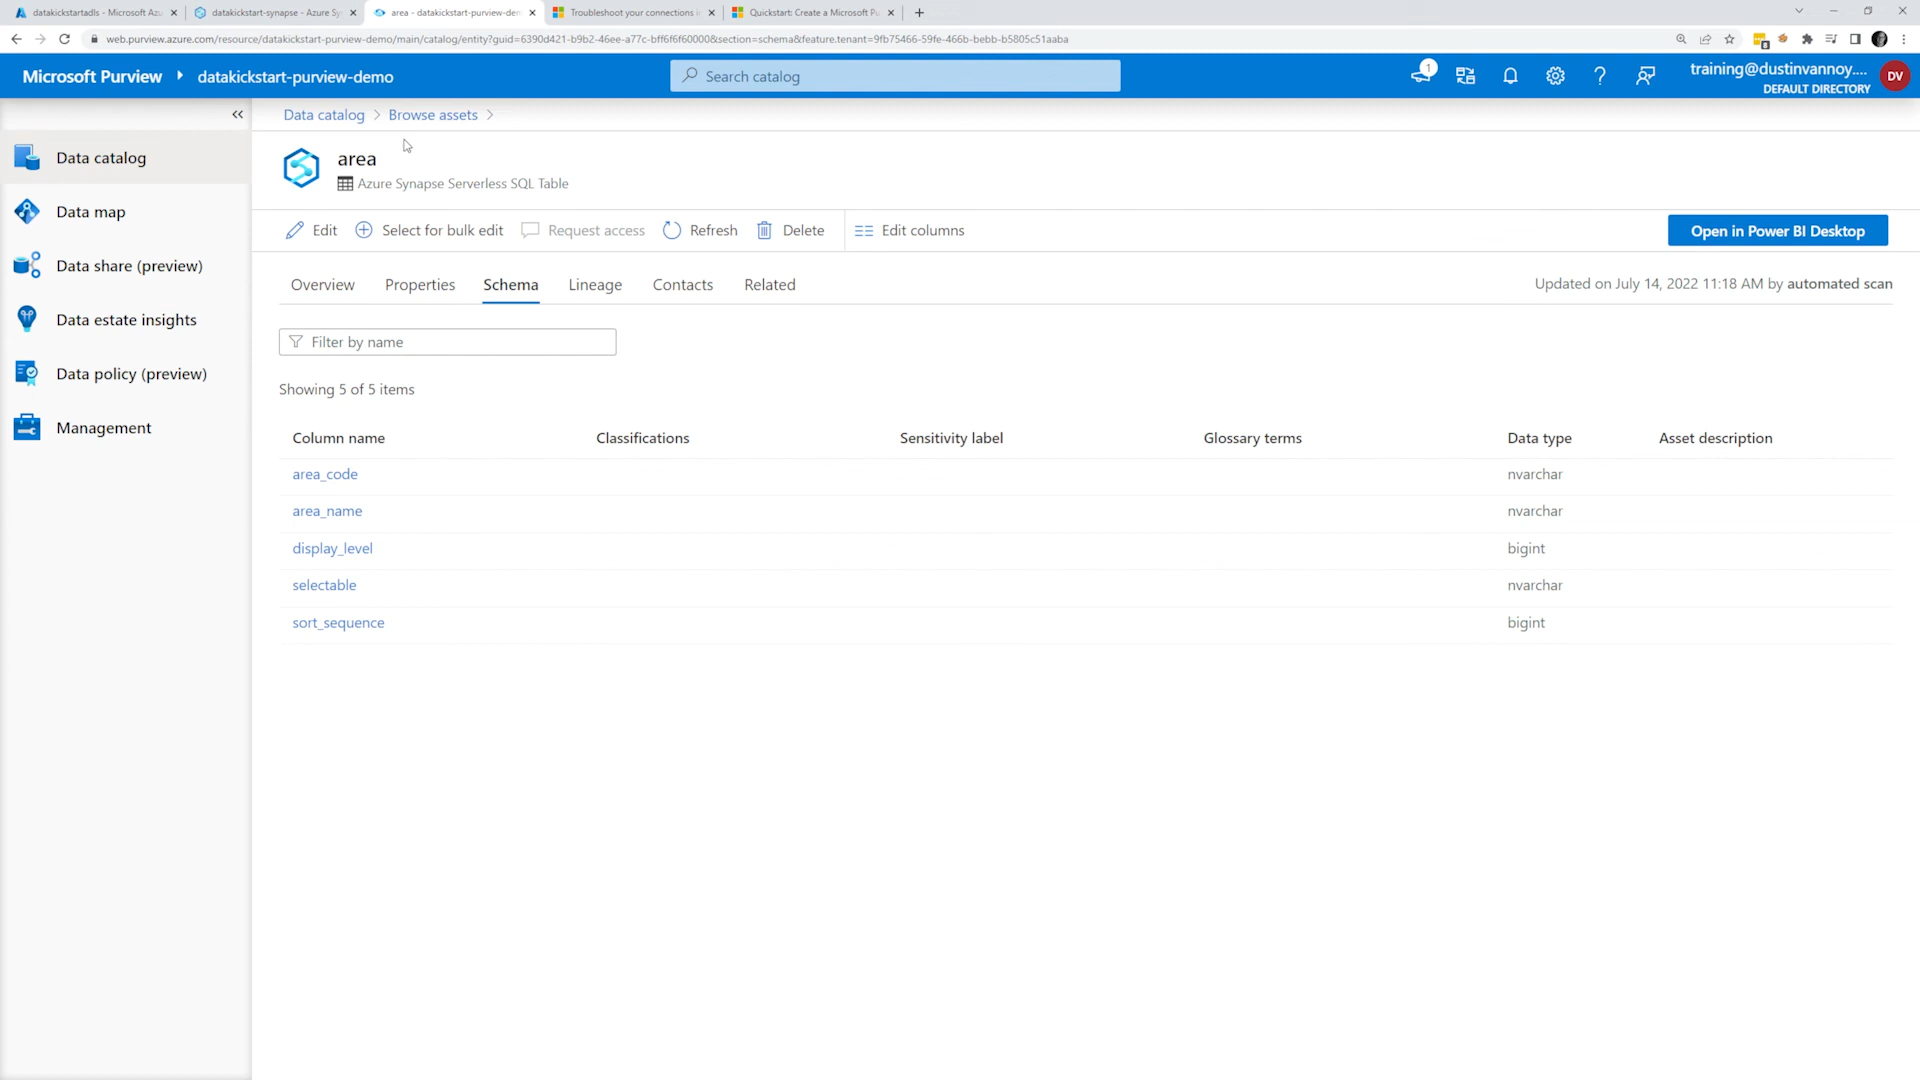 datakickstartadls - Microsoft Azu
datakickstart-synapse - Azure Sy
area - datakickstart-purview-dem
Troubleshoot your connections i
Quickstart: Create a Microsoft Pu
web.purview.azure.com/resource/datakickstart-purview-demo/main/catalog/entity?guid=6390d421-b9b2-46ee-a77c-bff6f6f60000&section=schema&feature.tenant=9fb75466-59fe-466b-bebb-b5805c51aaba
Microsoft Purview datakickstart-purview-demo
Search catalog
1
training@dustinvannoy....
DEFAULT DIRECTORY
DV
Data catalog
Data map
Data share (preview)
Data estate insights
Data policy (preview)
Management
Data catalog > Browse assets >
area
Azure Synapse Serverless SQL Table
Edit Select for bulk edit Request access Refresh Delete Edit columns
Open in Power BI Desktop
Overview Properties Schema Lineage Contacts Related
Updated on July 14, 2022 11:18 AM by automated scan
Filter by name
Showing 5 of 5 items
Column name Classifications Sensitivity label Glossary terms Data type Asset description
area_code nvarchar
area_name nvarchar
display_level bigint
selectable nvarchar
sort_sequence bigint